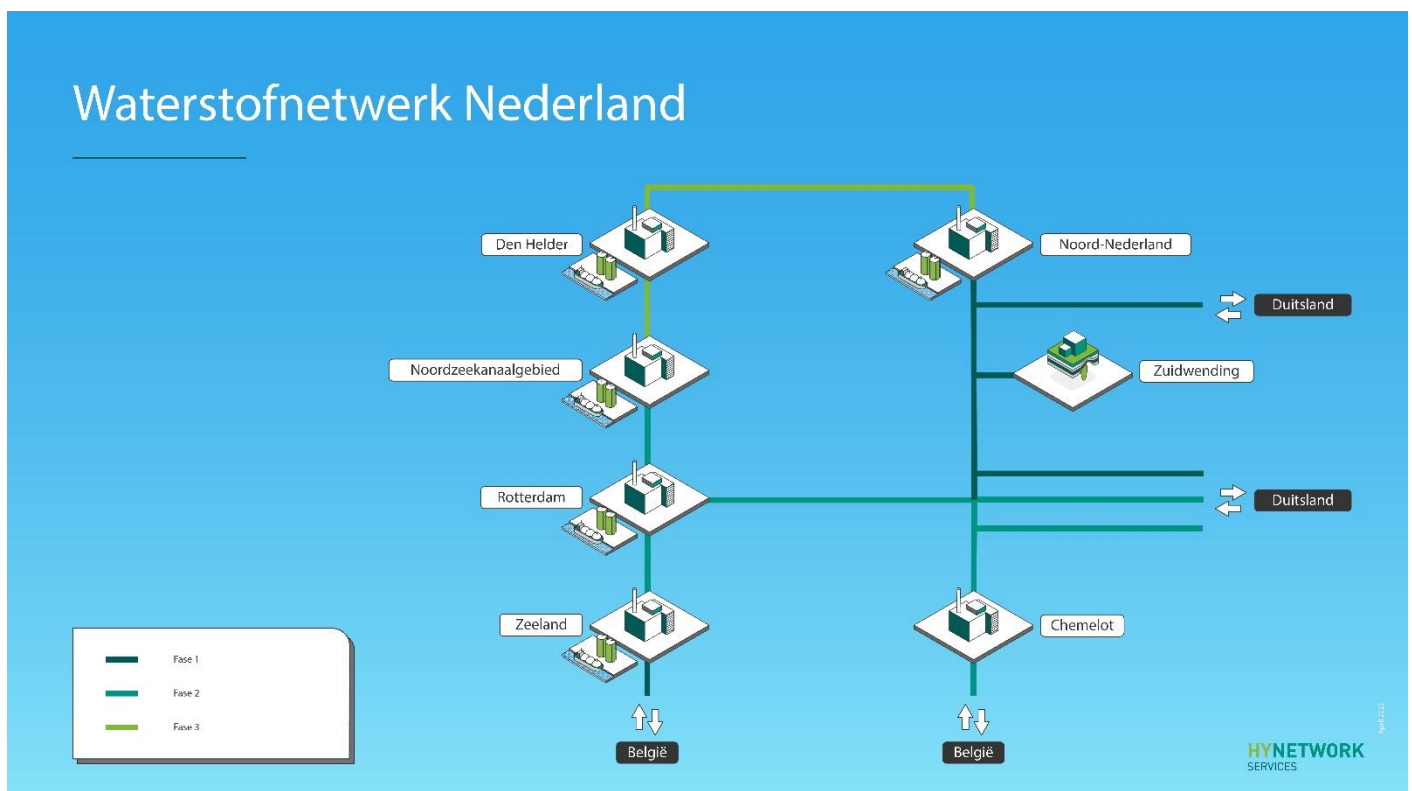 Waterstofnetwerk Nederland
Den Helder
Noord-Nederland
Duitsland
Noordzeekanaalgebied
Zuidwending
Rotterdam
Duitsland
Zeeland
Chemelot
Fase 1
Fase 2
Fase 3
België
België
HYNETWORK
SERVICES